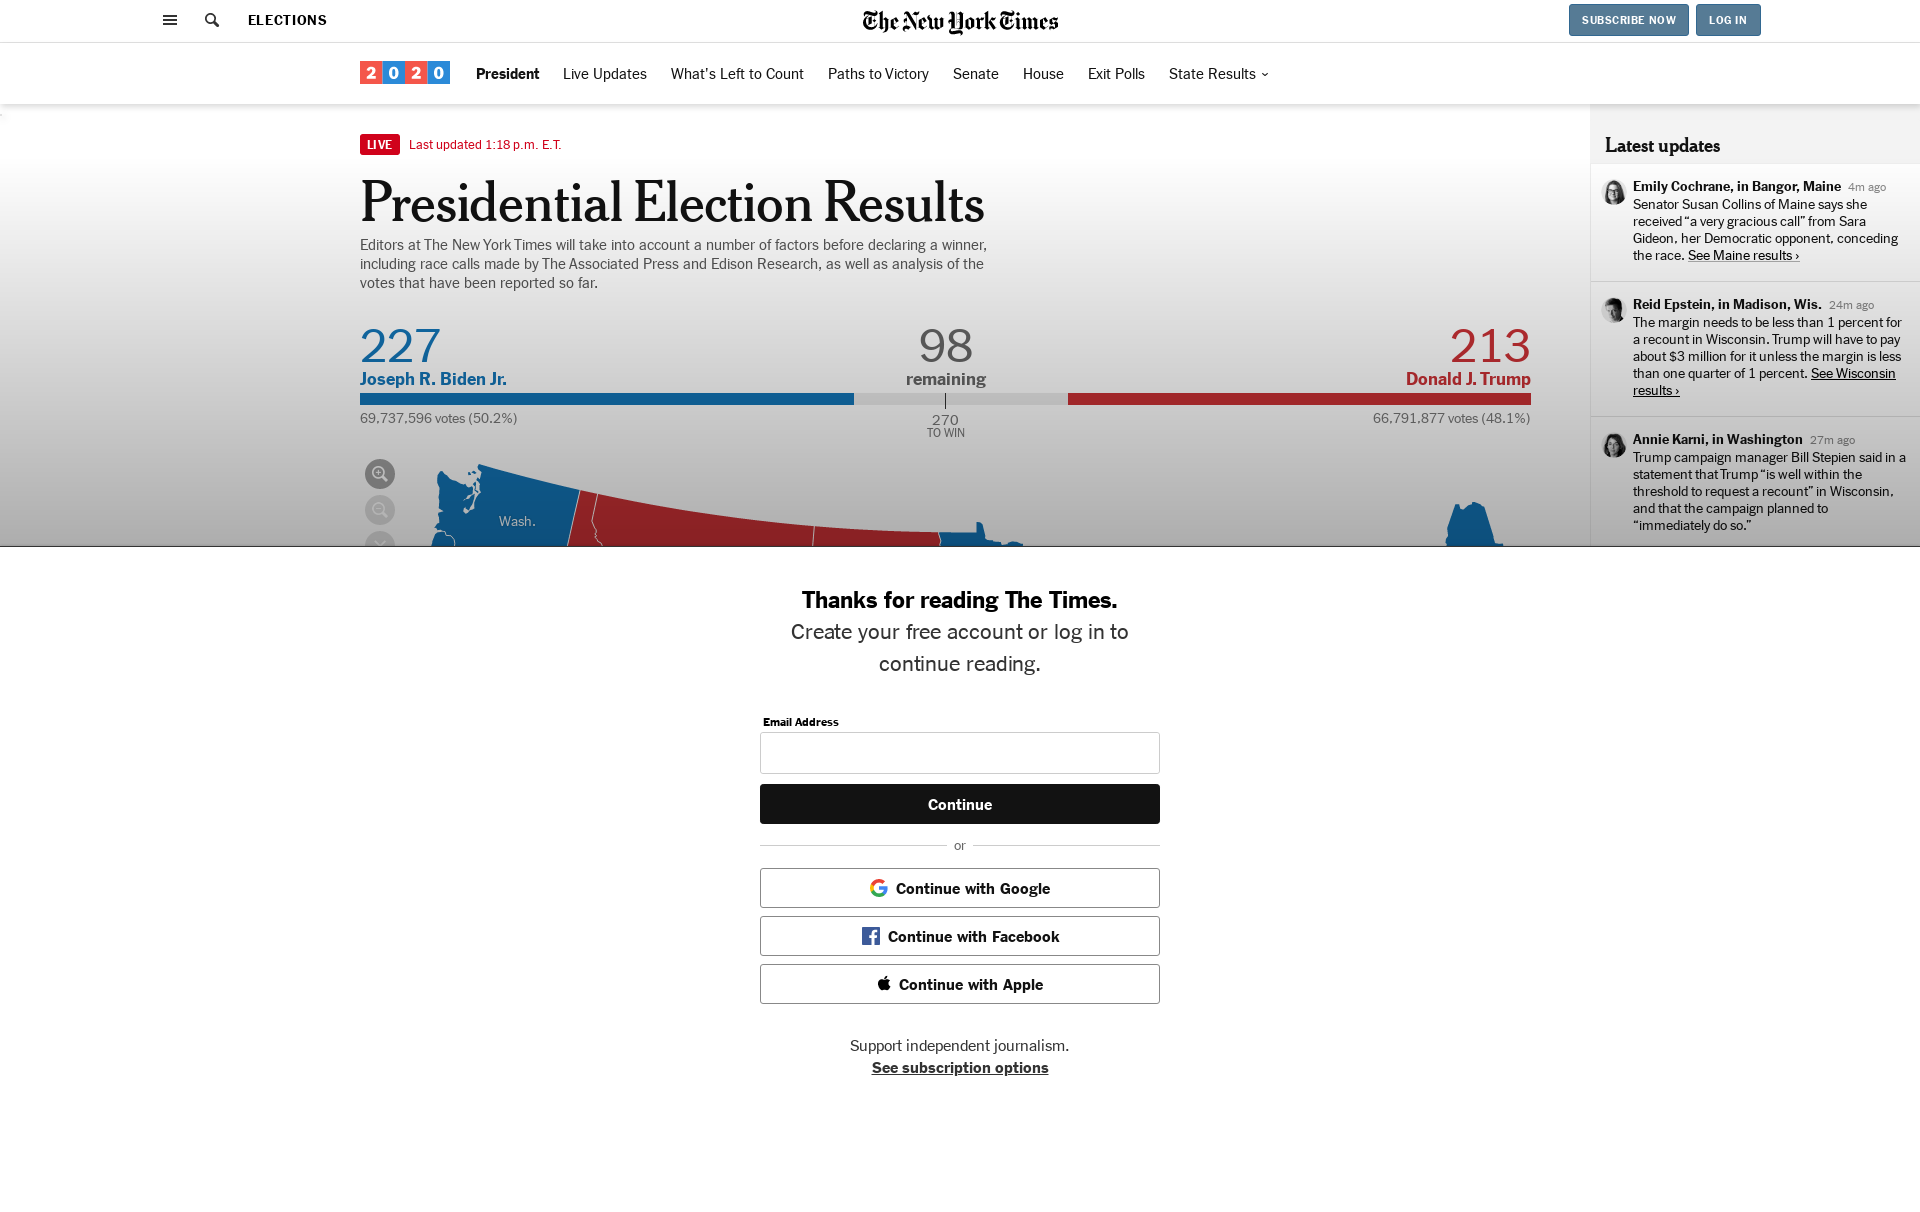 ELECTIONS
The New York Times
SUBSCRIBE NOW
LOG IN
2020
President
Live Updates
What's Left to Count
Paths to Victory
Senate
House
Exit Polls
State Results
LIVE
Last updated 1:18 p.m. E.T.
Presidential Election Results
Editors at The New York Times will take into account a number of factors before declaring a winner,
including race calls made by The Associated Press and Edison Research, as well as analysis of the
votes that have been reported so far.
227
98
213
Joseph R. Biden Jr.
remaining
Donald J. Trump
69,737,596 votes (50.2%)
270
TO WIN
66,791,877 votes (48.1%)
Wash.
Latest updates
Emily Cochrane, in Bangor, Maine 4m ago
Senator Susan Collins of Maine says she
received “a very gracious call” from Sara
Gideon, her Democratic opponent, conceding
the race. See Maine results ›
Reid Epstein, in Madison, Wis. 24m ago
The margin needs to be less than 1 percent for
a recount in Wisconsin. Trump will have to pay
about $3 million for it unless the margin is less
than one quarter of 1 percent. See Wisconsin
results ›
Annie Karni, in Washington 27m ago
Trump campaign manager Bill Stepien said in a
statement that Trump “is well within the
threshold to request a recount” in Wisconsin,
and that the campaign planned to
“immediately do so.”
Thanks for reading The Times.
Create your free account or log in to
continue reading.
Email Address
Continue
or
Continue with Google
Continue with Facebook
Continue with Apple
Support independent journalism.
See subscription options